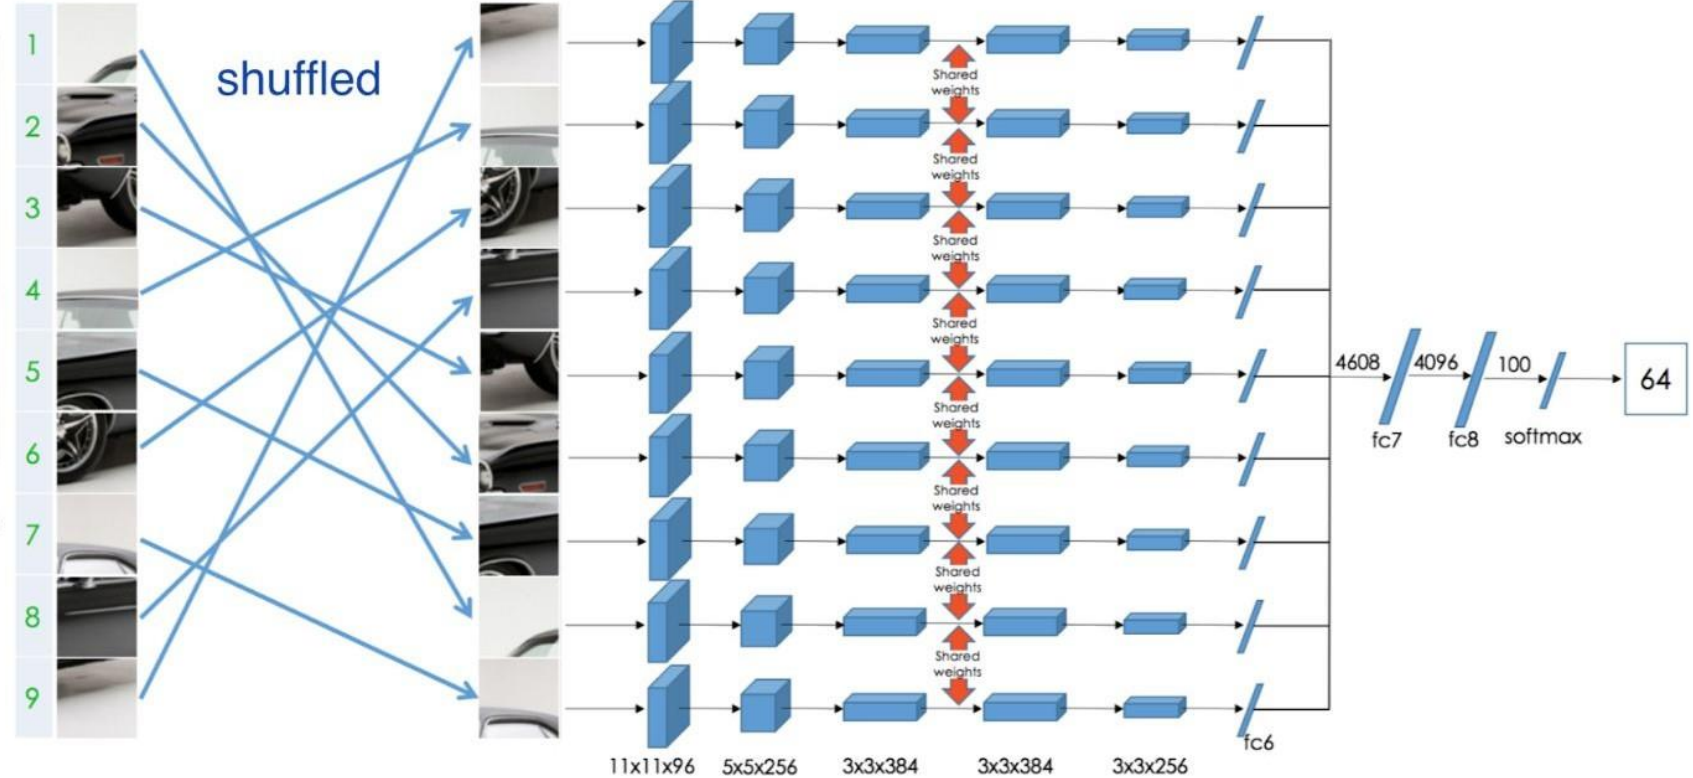 shuffled
1
2
3
4
5
6
7
8
9
Shared
weights
Shared
weights
Shared
weights
Shared
weights
Shared
weights
Shared
weights
Shared
weights
Shared
weights
4608
4096
100
64
fc7
fc8
softmax
fc6
11x11x96
5x5x256
3x3x384
3x3x384
3x3x256